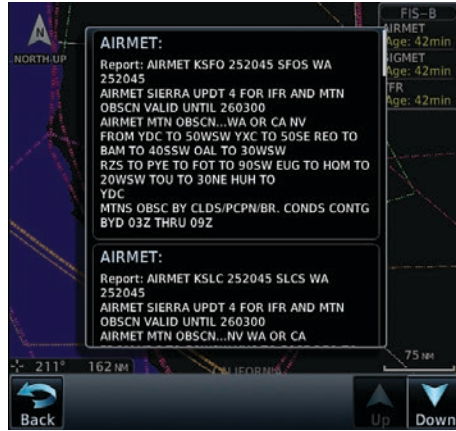 N
NORTH UP
FIS-B
AIRMET
Age: 42min
SIGMET
Age: 42min
TFR
Age: 42min
AIRMET:
Report: AIRMET KSFO 252045 SFOS WA
252045
AIRMET SIERRA UPDT 4 FOR IFR AND MTN
OBSCN VALID UNTIL 260300
AIRMET MTN OBSCN...WA OR CA NV
FROM YDC TO 50WSW YXC TO 50SE REO TO
BAM TO 40SSW OAL TO 30WSW
RZS TO PYE TO FOT TO 90SW EUG TO HQM TO
20WSW TOU TO 30NE HUH TO
YDC
MTNS OBSC BY CLDS/PCPN/BR. CONDS CONTG
BYD 03Z THRU 09Z
AIRMET:
Report: AIRMET KSLC 252045 SLCS WA
252045
AIRMET SIERRA UPDT 4 FOR IFR AND MTN
OBSCN VALID UNTIL 260300
AIRMET MTN OBSCN...NV WA OR CA
211° 162 NM
75 NM
Back
Up
Down